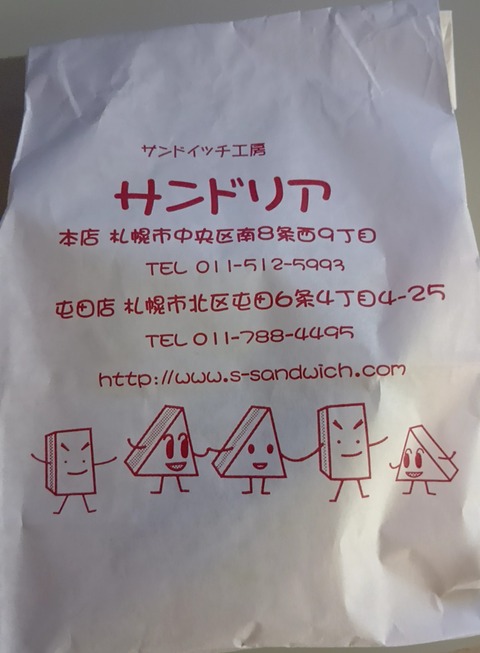 サンドイッチ工房
サンドリア
本店 札幌市中央区南8条西9丁目
TEL 011-512-5993
屯田店 札幌市北区屯田6条4丁目4-25
TEL 011-788-4495
http://www.s-sandwich.com